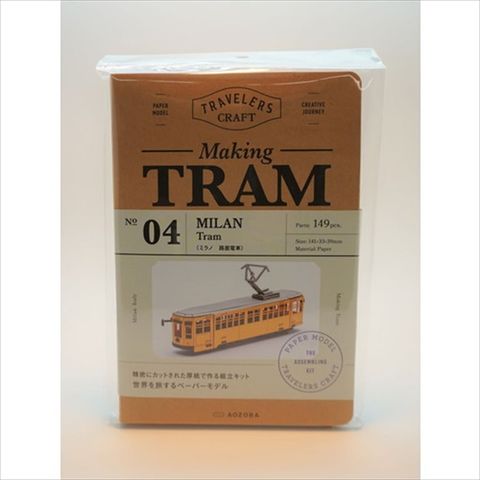 PAPER
MODEL
TRAVELERS
CRAFT
CREATIVE
JOURNEY
Making
TRAM
No 04
MILAN
Tram
(ミラノ 路面電車)
Parts: 149pcs.
Size: 141×33×39mm
Material: Paper
Milan Italy
Making Tram
PAPER MODEL
THE
ASSEMBLING
KIT
TRAVELERS CRAFT
精密にカットされた厚紙で作る組立キット
世界を旅するペーパーモデル
AOZORA